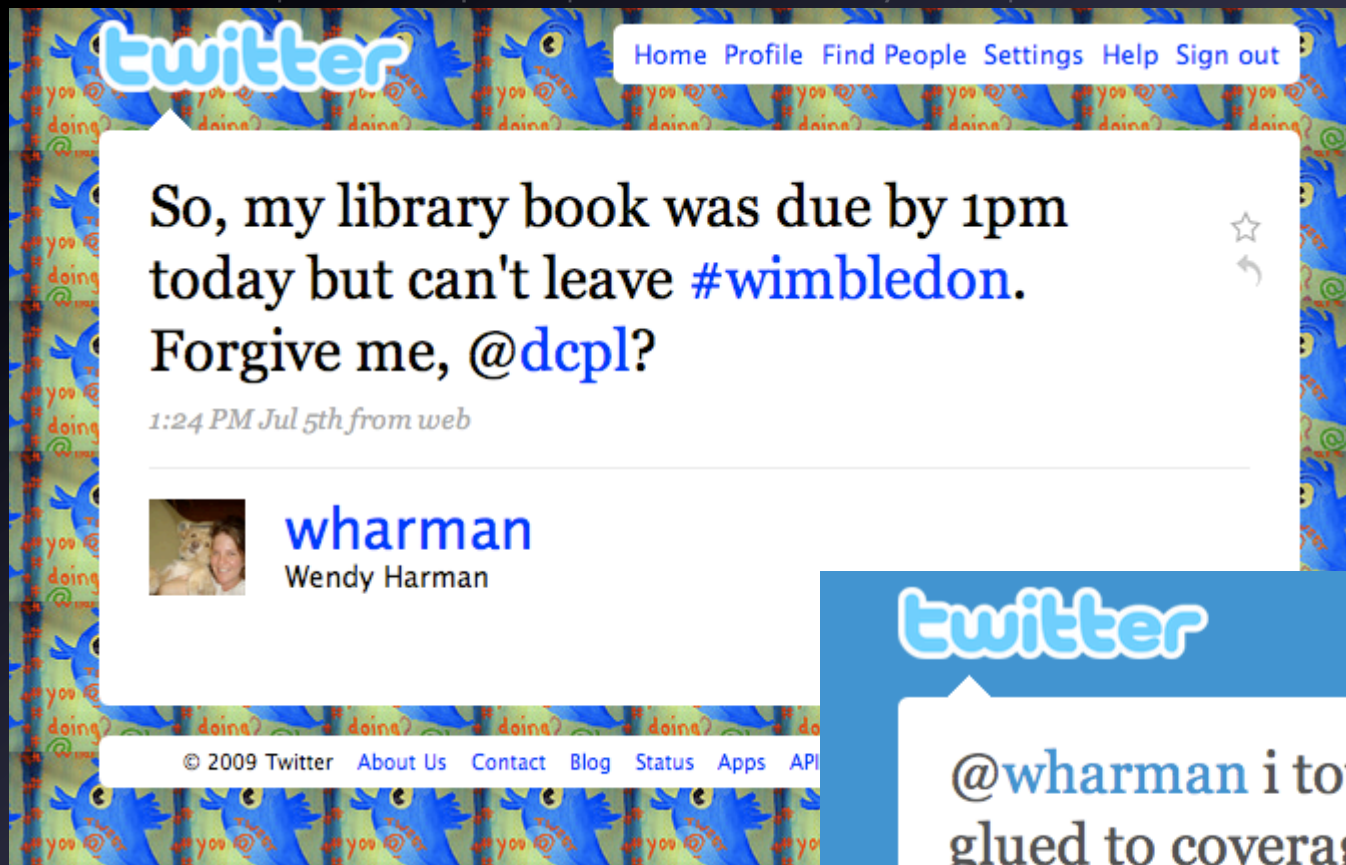 twitter
Home Profile Find People Settings Help Sign out
So, my library book was due by 1pm
today but can't leave #wimbledon.
Forgive me, @dcpl?
1:24 PM Jul 5th from web
wharman
Wendy Harman
© 2009 Twitter About Us Contact Blog Status Apps API
twitter
@wharman i
glued to